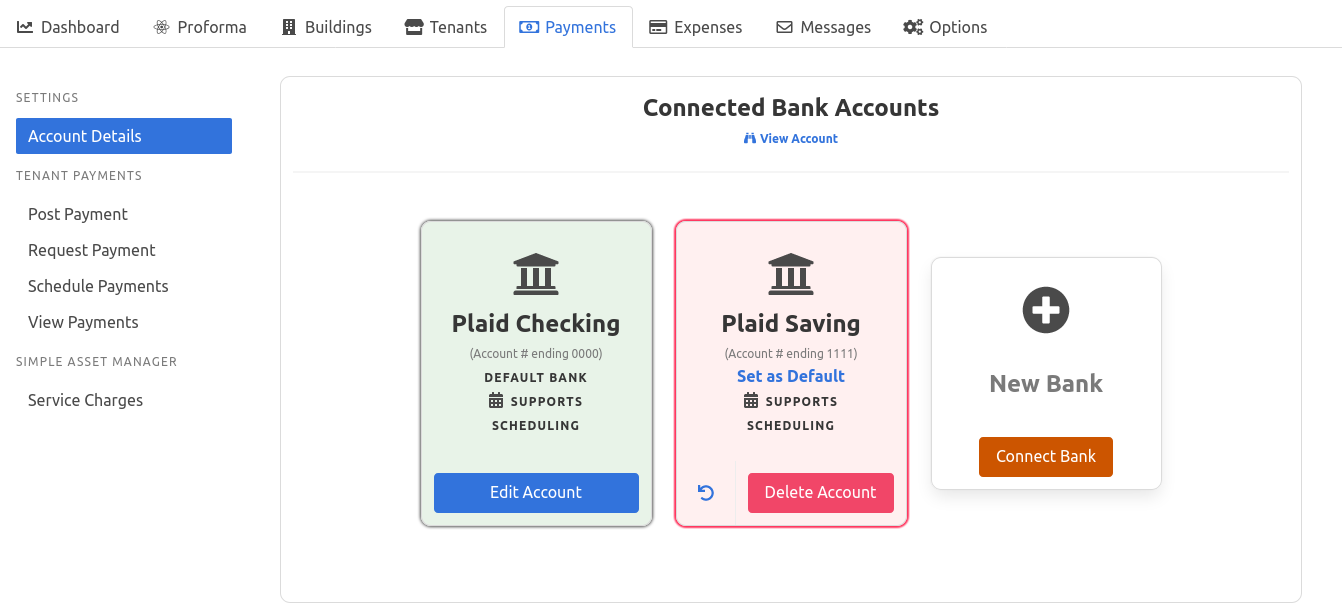 Dashboard Proforma Buildings Tenants Payments Expenses Messages Options
SETTINGS
Account Details
TENANT PAYMENTS
Post Payment
Request Payment
Schedule Payments
View Payments
SIMPLE ASSET MANAGER
Service Charges
Connected Bank Accounts
View Account
Plaid Checking
(Account # ending 0000)
DEFAULT BANK
SUPPORTS
SCHEDULING
Edit Account
Plaid Saving
(Account # ending 1111)
Set as Default
SUPPORTS
SCHEDULING
Delete Account
New Bank
Connect Bank